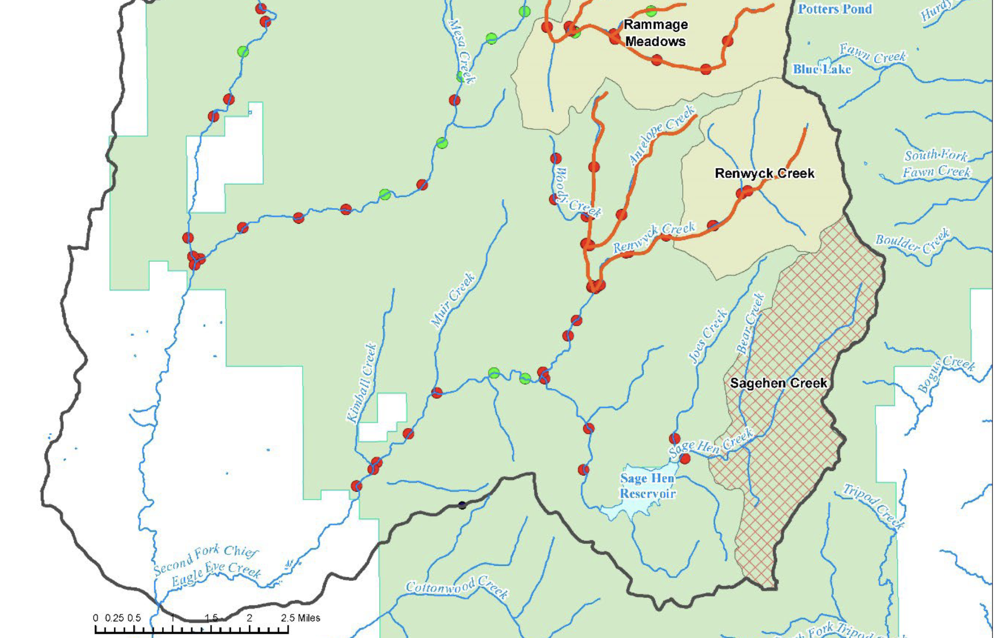 Potters Pond
Hurdy
Mesa Creek
Rammage
Meadows
Fawn Creek
Blue Lake
Antelope Creek
South Fork
Fawn Creek
Woody Creek
Renwyck Creek
Renwyck Creek
Boulder Creek
Muir Creek
Joes Creek
Bear Creek
Kimball Creek
Bogus Creek
Sagehen Creek
Sage Hen Creek
Sage Hen
Reservoir
Tripod Creek
Second Fork Chief
Eagle Eye Creek
Cottonwood Creek
0 0.25 0.5 1 1.5 2 2.5 Miles
Fork Tripod